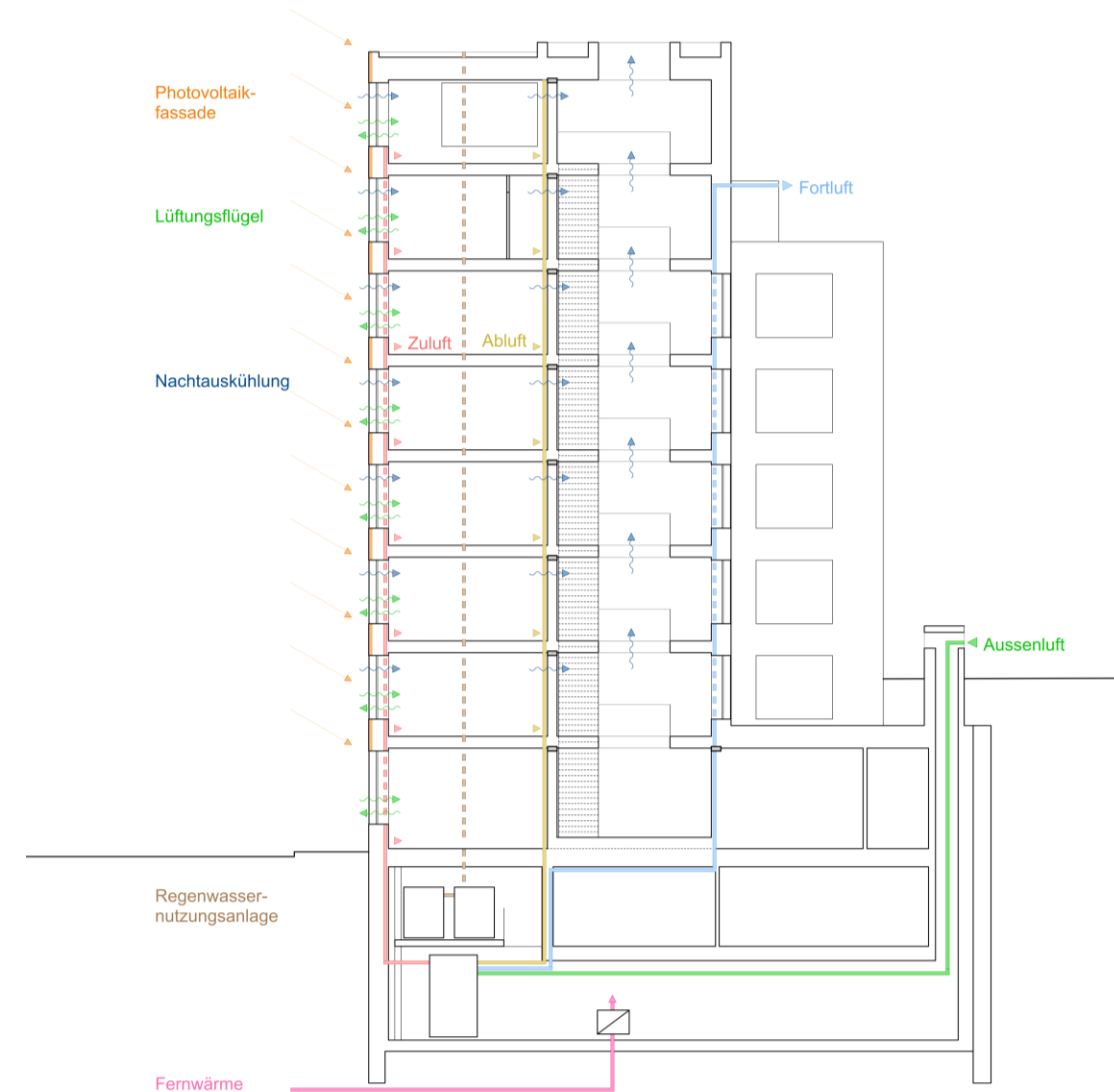 Photovoltaik-
fassade
Fortluft
Lüftungsflügel
Zuluft
Abluft
Nachtauskühlung
Aussenluft
Regenwasser-
nutzungsanlage
Fernwärme